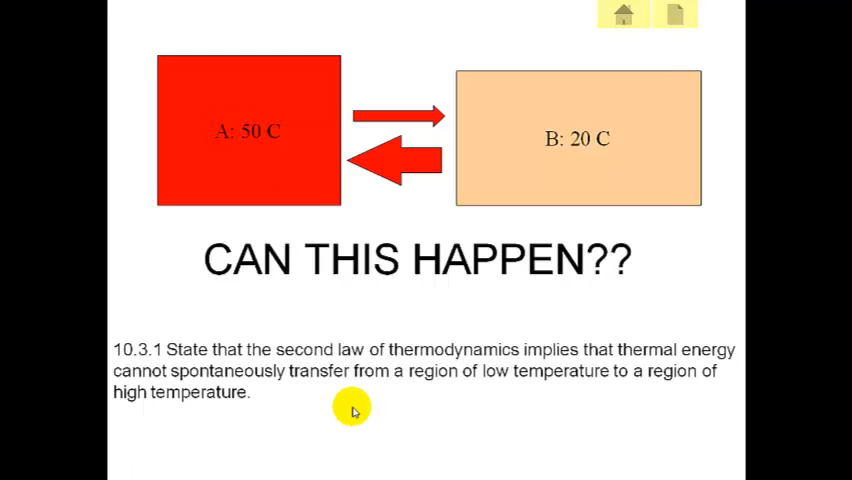 A: 50 C
B: 20 C
CAN THIS HAPPEN??
10.3.1 State that the second law of thermodynamics implies that thermal energy
cannot spontaneously transfer from a region of low temperature to a region of
high temperature.